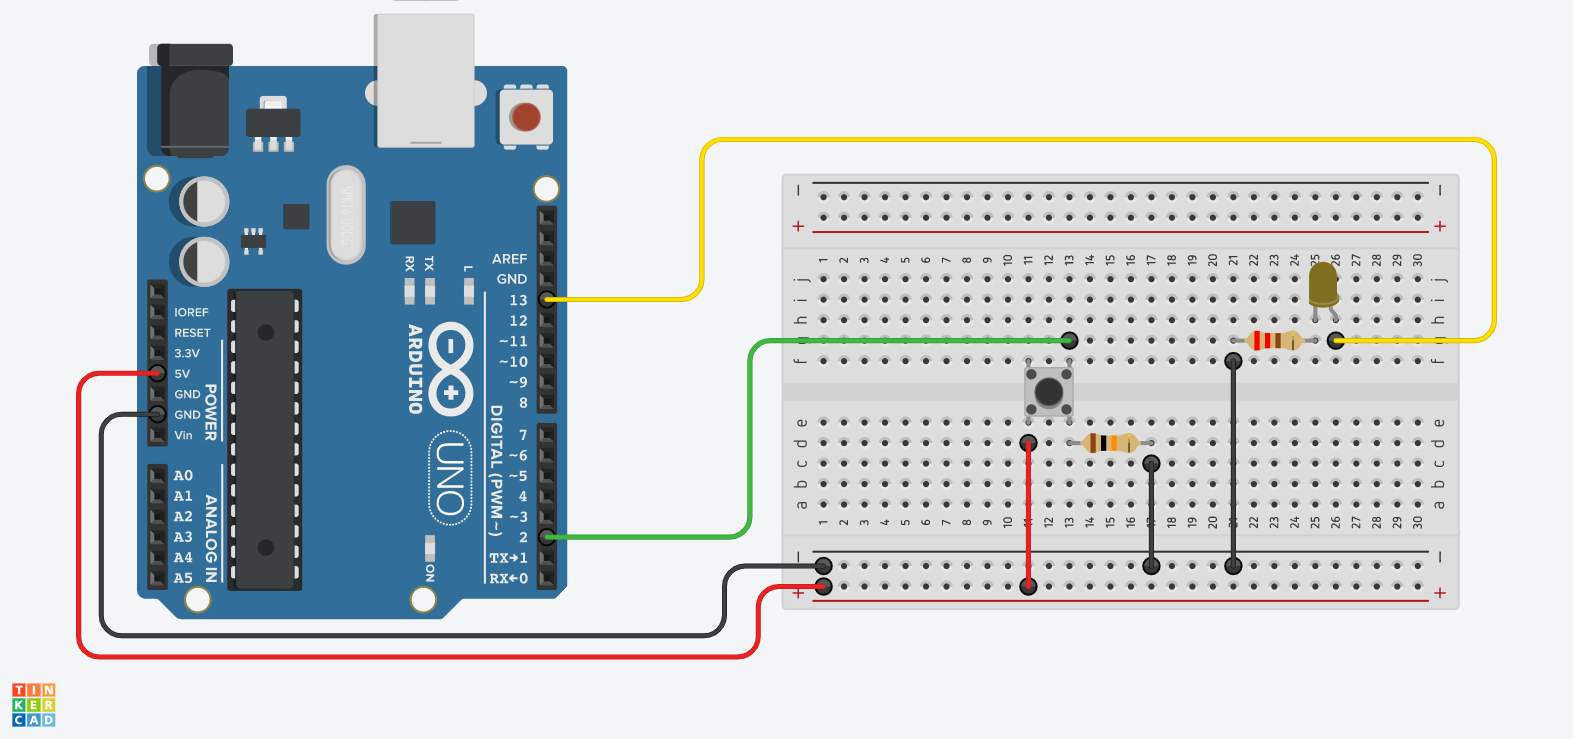 SPK16.000G
RX
TX
L
AREF
GND
13
12
~11
~10
~9
8
7
~6
~5
4
~3
2
TX→1
RX←0
DIGITAL (PWM~)
IOREF
RESET
3.3V
5V
GND
GND
Vin
POWER
A0
A1
A2
A3
A4
A5
ANALOG IN
ARDUINO
UNO
ON
− −
+ +
1 2 3 4 5 6 7 8 9 10 11 12 13 14 15 16 17 18 19 20 21 22 23 24 25 26 27 28 29 30
j j
i i
h h
g
f f
e e
d d
c c
b b
a a
1 2 3 4 5 6 7 8 9 10 11 12 13 14 15 16 17 18 19 20 21 22 23 24 25 26 27 28 29 30
− −
+ +
TIN
KER
CAD